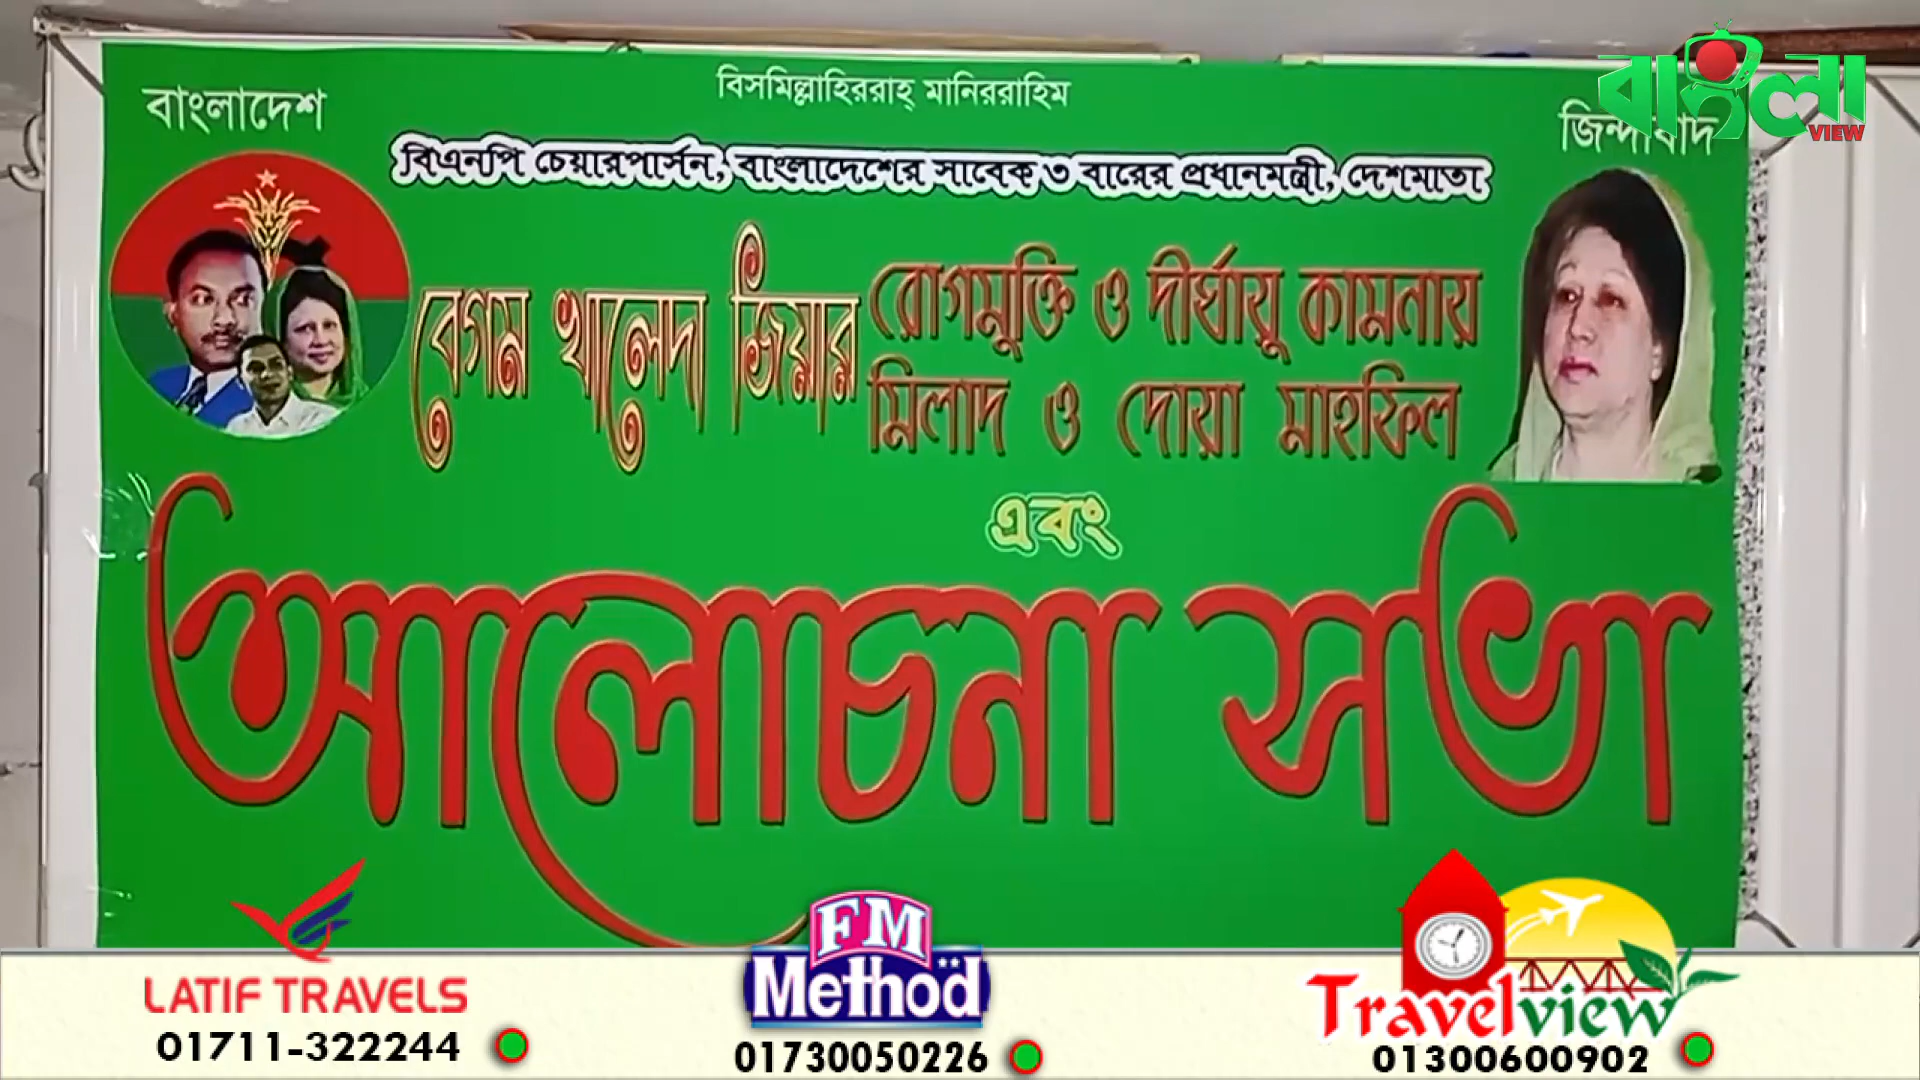 বাংলা
VIEW
বিসমিল্লাহিররাহ্ মানিররাহিম
বাংলাদেশ
জিন্দাবাদ
বিএনপি চেয়ারপার্সন, বাংলাদেশের সাবেক ৩ বারের প্রধানমন্ত্রী, দেশমাতা
বেগম খালেদা জিয়ার রোগমুক্তি ও দীর্ঘায়ু কামনায়
মিলাদ ও দোয়া মাহফিল
এবং
আলোচনা সভা
LATIF TRAVELS
01711-322244
FM
Method
01730050226
Travelview
01300600902